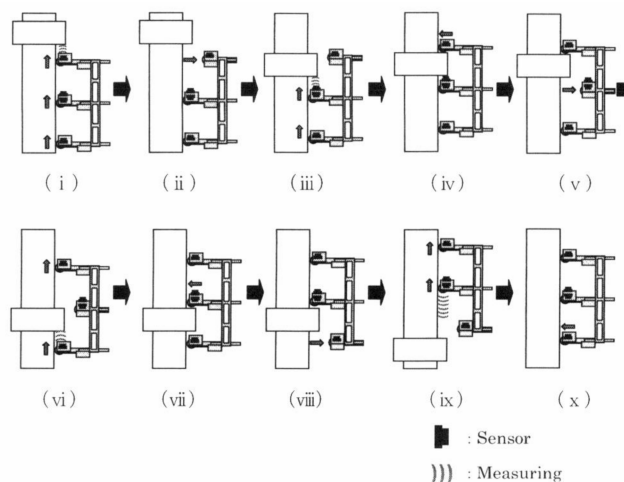 (i) (ii) (iii) (iv) (v)
(vi) (vii) (viii) (ix) (x)
: Sensor
: Measuring